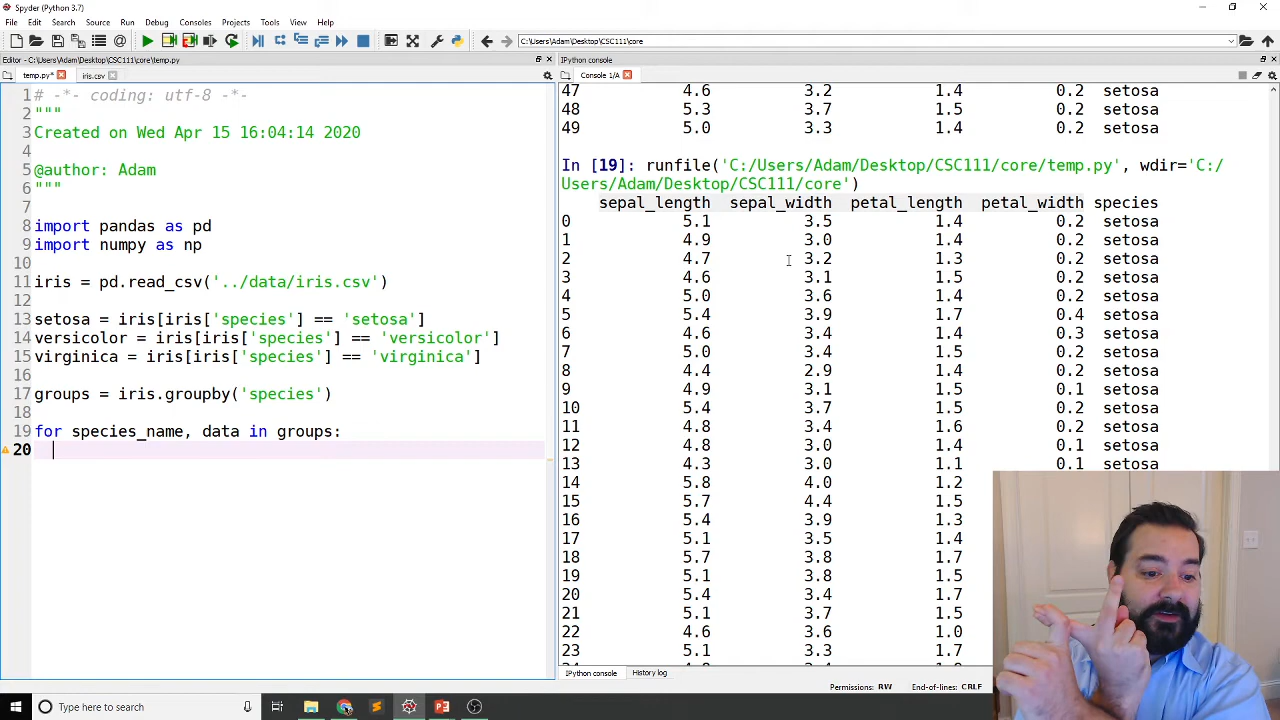 Spyder (Python 3.7)
File Edit Search Source Run Debug Consoles Projects Tools View Help
C:\Users\Adam\Desktop\CSC111\core
Editor - C:\Users\Adam\Desktop\CSC111\core\temp.py
IPython console
temp.py*
iris.csv
Console 1/A
1 # -*- coding: utf-8 -*-
2 """
3 Created on Wed Apr 15 16:04:14 2020
4
5 @author: Adam
6 """
7
8 import pandas as pd
9 import numpy as np
10
11 iris = pd.read_csv('../data/iris.csv')
12
13 setosa = iris[iris['species'] == 'setosa']
14 versicolor = iris[iris['species'] == 'versicolor']
15 virginica = iris[iris['species'] == 'virginica']
16
17 groups = iris.groupby('species')
18
19 for species_name, data in groups:
20
47 4.6 3.2 1.4 0.2 setosa
48 5.3 3.7 1.5 0.2 setosa
49 5.0 3.3 1.4 0.2 setosa
In [19]: runfile('C:/Users/Adam/Desktop/CSC111/core/temp.py', wdir='C:/
Users/Adam/Desktop/CSC111/core')
sepal_length sepal_width petal_length petal_width species
0 5.1 3.5 1.4 0.2 setosa
1 4.9 3.0 1.4 0.2 setosa
2 4.7 3.2 1.3 0.2 setosa
3 4.6 3.1 1.5 0.2 setosa
4 5.0 3.6 1.4 0.2 setosa
5 5.4 3.9 1.7 0.4 setosa
6 4.6 3.4 1.4 0.3 setosa
7 5.0 3.4 1.5 0.2 setosa
8 4.4 2.9 1.4 0.2 setosa
9 4.9 3.1 1.5 0.1 setosa
10 5.4 3.7 1.5 0.2 setosa
11 4.8 3.4 1.6 0.2 setosa
12 4.8 3.0 1.4 0.1 setosa
13 4.3 3.0 1.1 0.1 setosa
14 5.8 4.0 1.2
15 5.7 4.4 1.5
16 5.4 3.9 1.3
17 5.1 3.5 1.4
18 5.7 3.8 1.7
19 5.1 3.8 1.5
20 5.4 3.4 1.7
21 5.1 3.7 1.5
22 4.6 3.6 1.0
23 5.1 3.3 1.7
IPython console
History log
Permissions: RW End-of-lines: CRLF
Type here to search